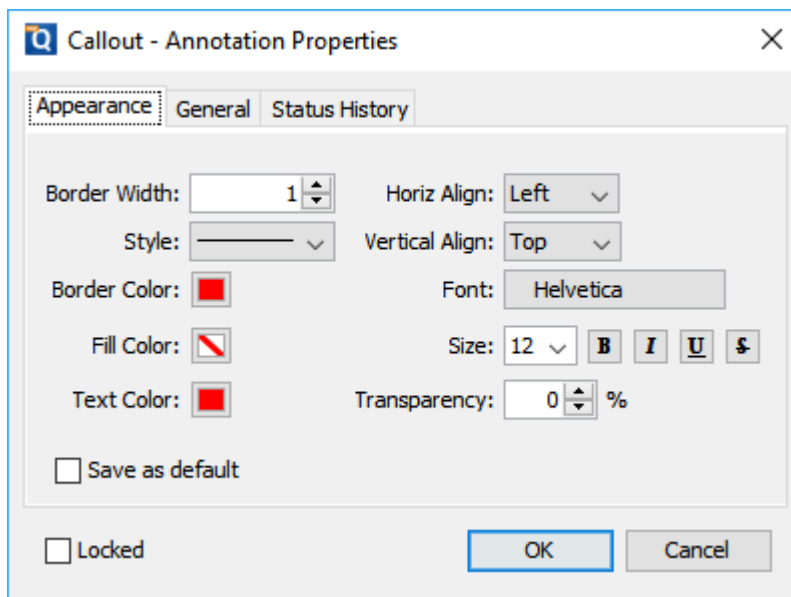 Callout - Annotation Properties
Appearance General Status History
Border Width: 1 Horiz Align: Left
Style: Vertical Align: Top
Border Color: Font: Helvetica
Fill Color: Size: 12 B I U S
Text Color: Transparency: 0 %
Save as default
Locked OK Cancel